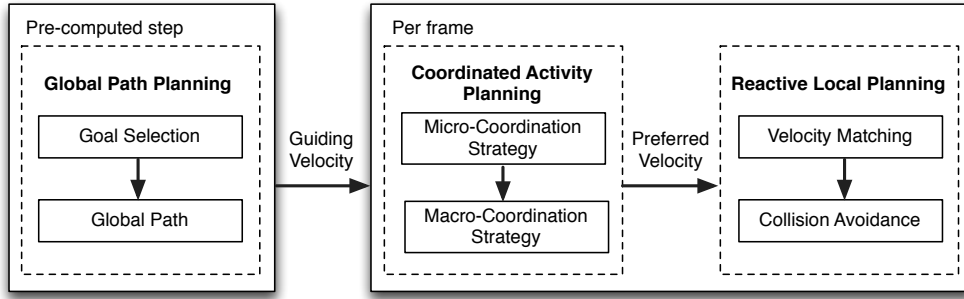 Pre-computed step
Global Path Planning
Goal Selection
Global Path
Guiding
Velocity
Per frame
Coordinated Activity
Planning
Micro-Coordination
Strategy
Macro-Coordination
Strategy
Preferred
Velocity
Reactive Local Planning
Velocity Matching
Collision Avoidance